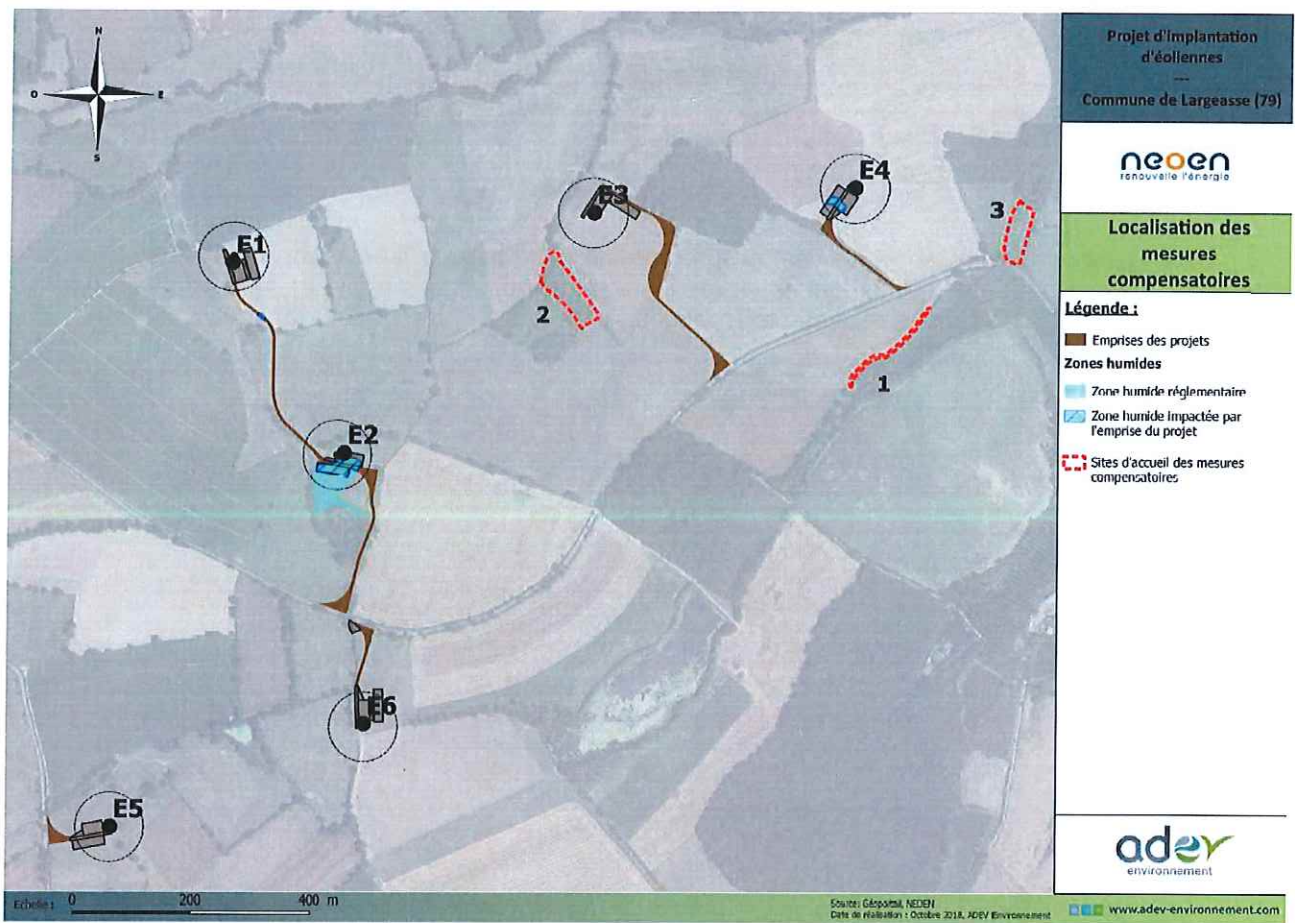 N
O
E
S
E1
E2
E3
E4
E5
E6
1
2
3
Projet d'implantation
d'éoliennes
---
Commune de Largeasse (79)
neoen
renouvelle l'énergie
Localisation des
mesures
compensatoires
Légende :
Emprises des projets
Zones humides
Zone humide réglementaire
Zone humide impactée par
l'emprise du projet
Sites d'accueil des mesures
compensatoires
adev
environnement
Echelle : 0 200 400 m
Source: Géoportail, NEOEN
Date de réalisation : Octobre 2018, ADEV Environnement
www.adev-environnement.com